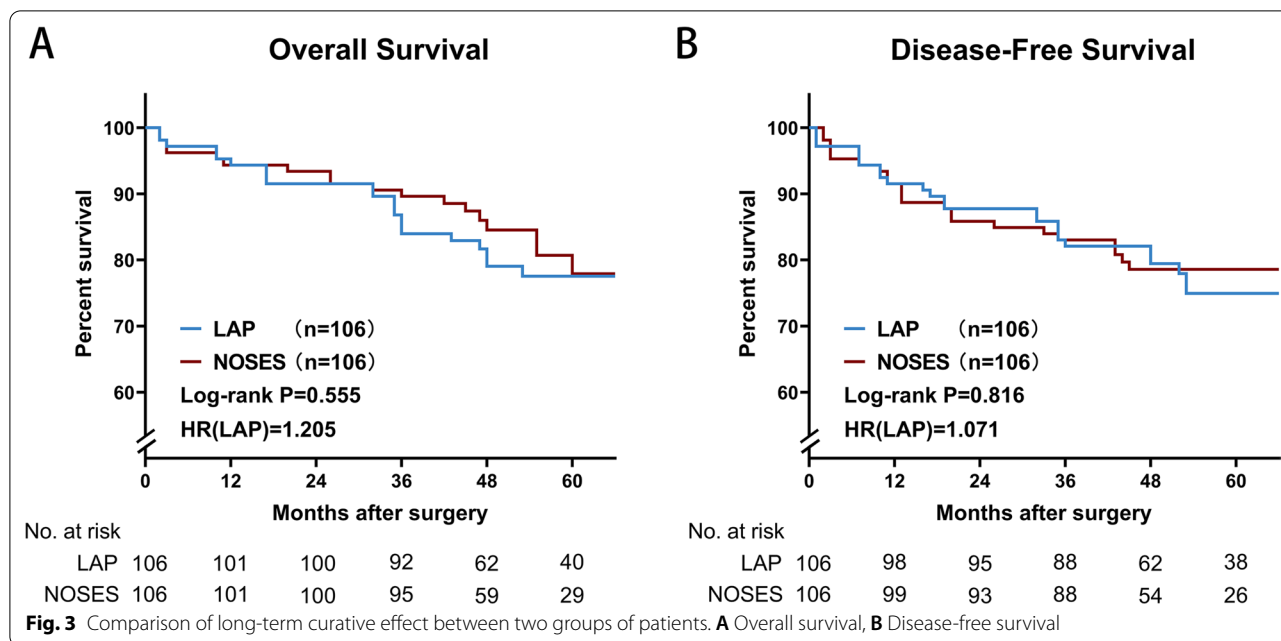 A Overall Survival
100
90
80
70
60
Percent survival
LAP （n=106）
NOSES （n=106）
Log-rank P=0.555
HR(LAP)=1.205
0 12 24 36 48 60
Months after surgery
No. at risk
LAP 106 101 100 92 62 40
NOSES 106 101 100 95 59 29
B Disease-Free Survival
100
90
80
70
60
Percent survival
LAP （n=106）
NOSES （n=106）
Log-rank P=0.816
HR(LAP)=1.071
0 12 24 36 48 60
Months after surgery
No. at risk
LAP 106 98 95 88 62 38
NOSES 106 99 93 88 54 26
Fig. 3 Comparison of long-term curative effect between two groups of patients. A Overall survival, B Disease-free survival